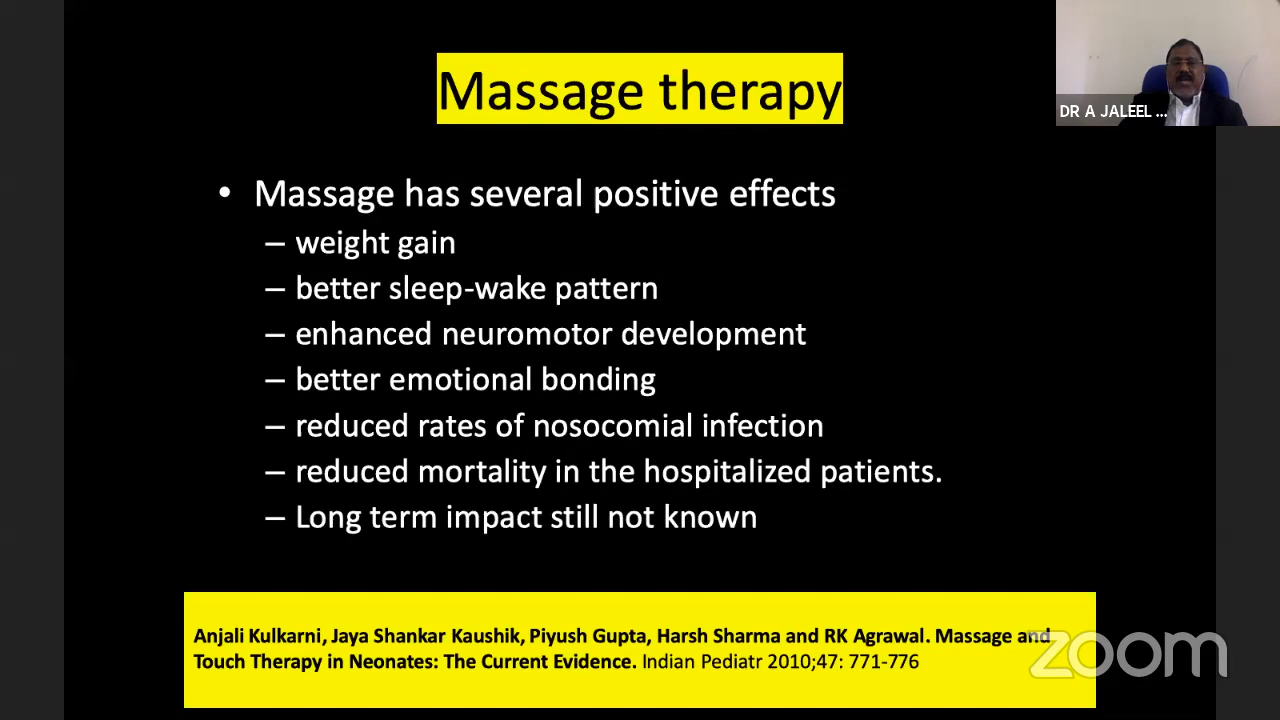 Massage therapy
DR A JALEEL ...
• Massage has several positive effects
– weight gain
– better sleep-wake pattern
– enhanced neuromotor development
– better emotional bonding
– reduced rates of nosocomial infection
– reduced mortality in the hospitalized patients.
– Long term impact still not known
Anjali Kulkarni, Jaya Shankar Kaushik, Piyush Gupta, Harsh Sharma and RK Agrawal. Massage and
Touch Therapy in Neonates: The Current Evidence. Indian Pediatr 2010;47: 771-776
zoom